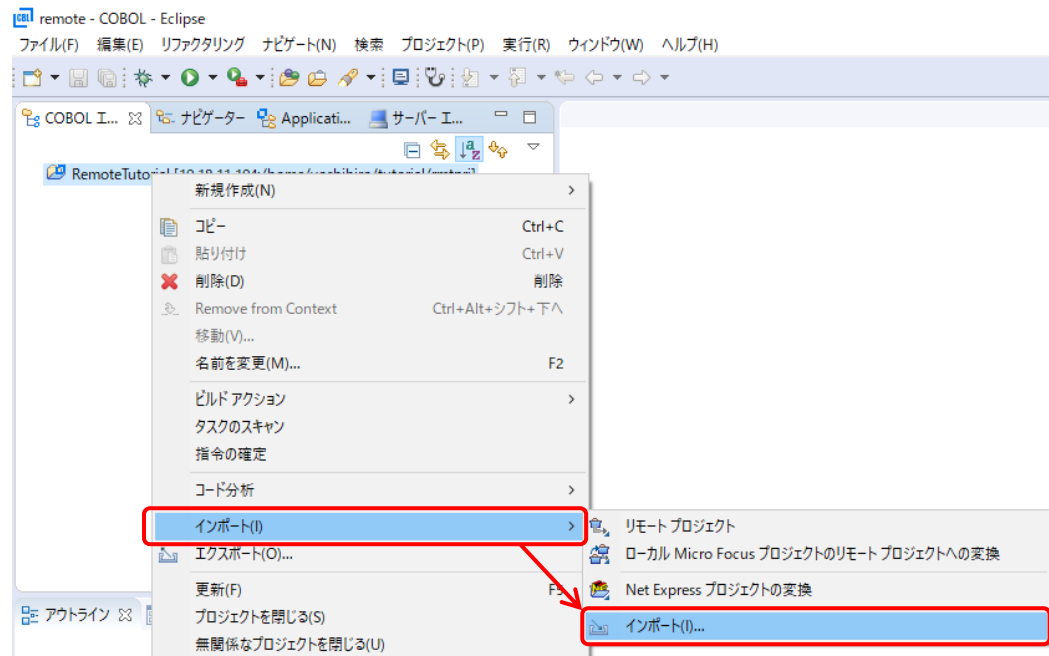 remote - COBOL - Eclipse
ファイル(F) 編集(E) リファクタリング ナビゲート(N) 検索 プロジェクト(P) 実行(R) ウィンドウ(W) ヘルプ(H)
COBOL エ... ナビゲーター Applicati... サーバー エ...
RemoteTutorial [10.18.11.104:/home/yoshihiro/tutorial/rmtprj]
新規作成(N)
コピー Ctrl+C
貼り付け Ctrl+V
削除(D) 削除
Remove from Context Ctrl+Alt+シフト+下へ
移動(V)...
名前を変更(M)... F2
ビルド アクション
タスクのスキャン
指令の確定
コード分析
インポート(I)
リモート プロジェクト
エクスポート(O)...
ローカル Micro Focus プロジェクトのリモート プロジェクトへの変換
更新(F) F5
Net Express プロジェクトの変換
アウトライン
プロジェクトを閉じる(S)
インポート(I)...
無関係なプロジェクトを閉じる(U)